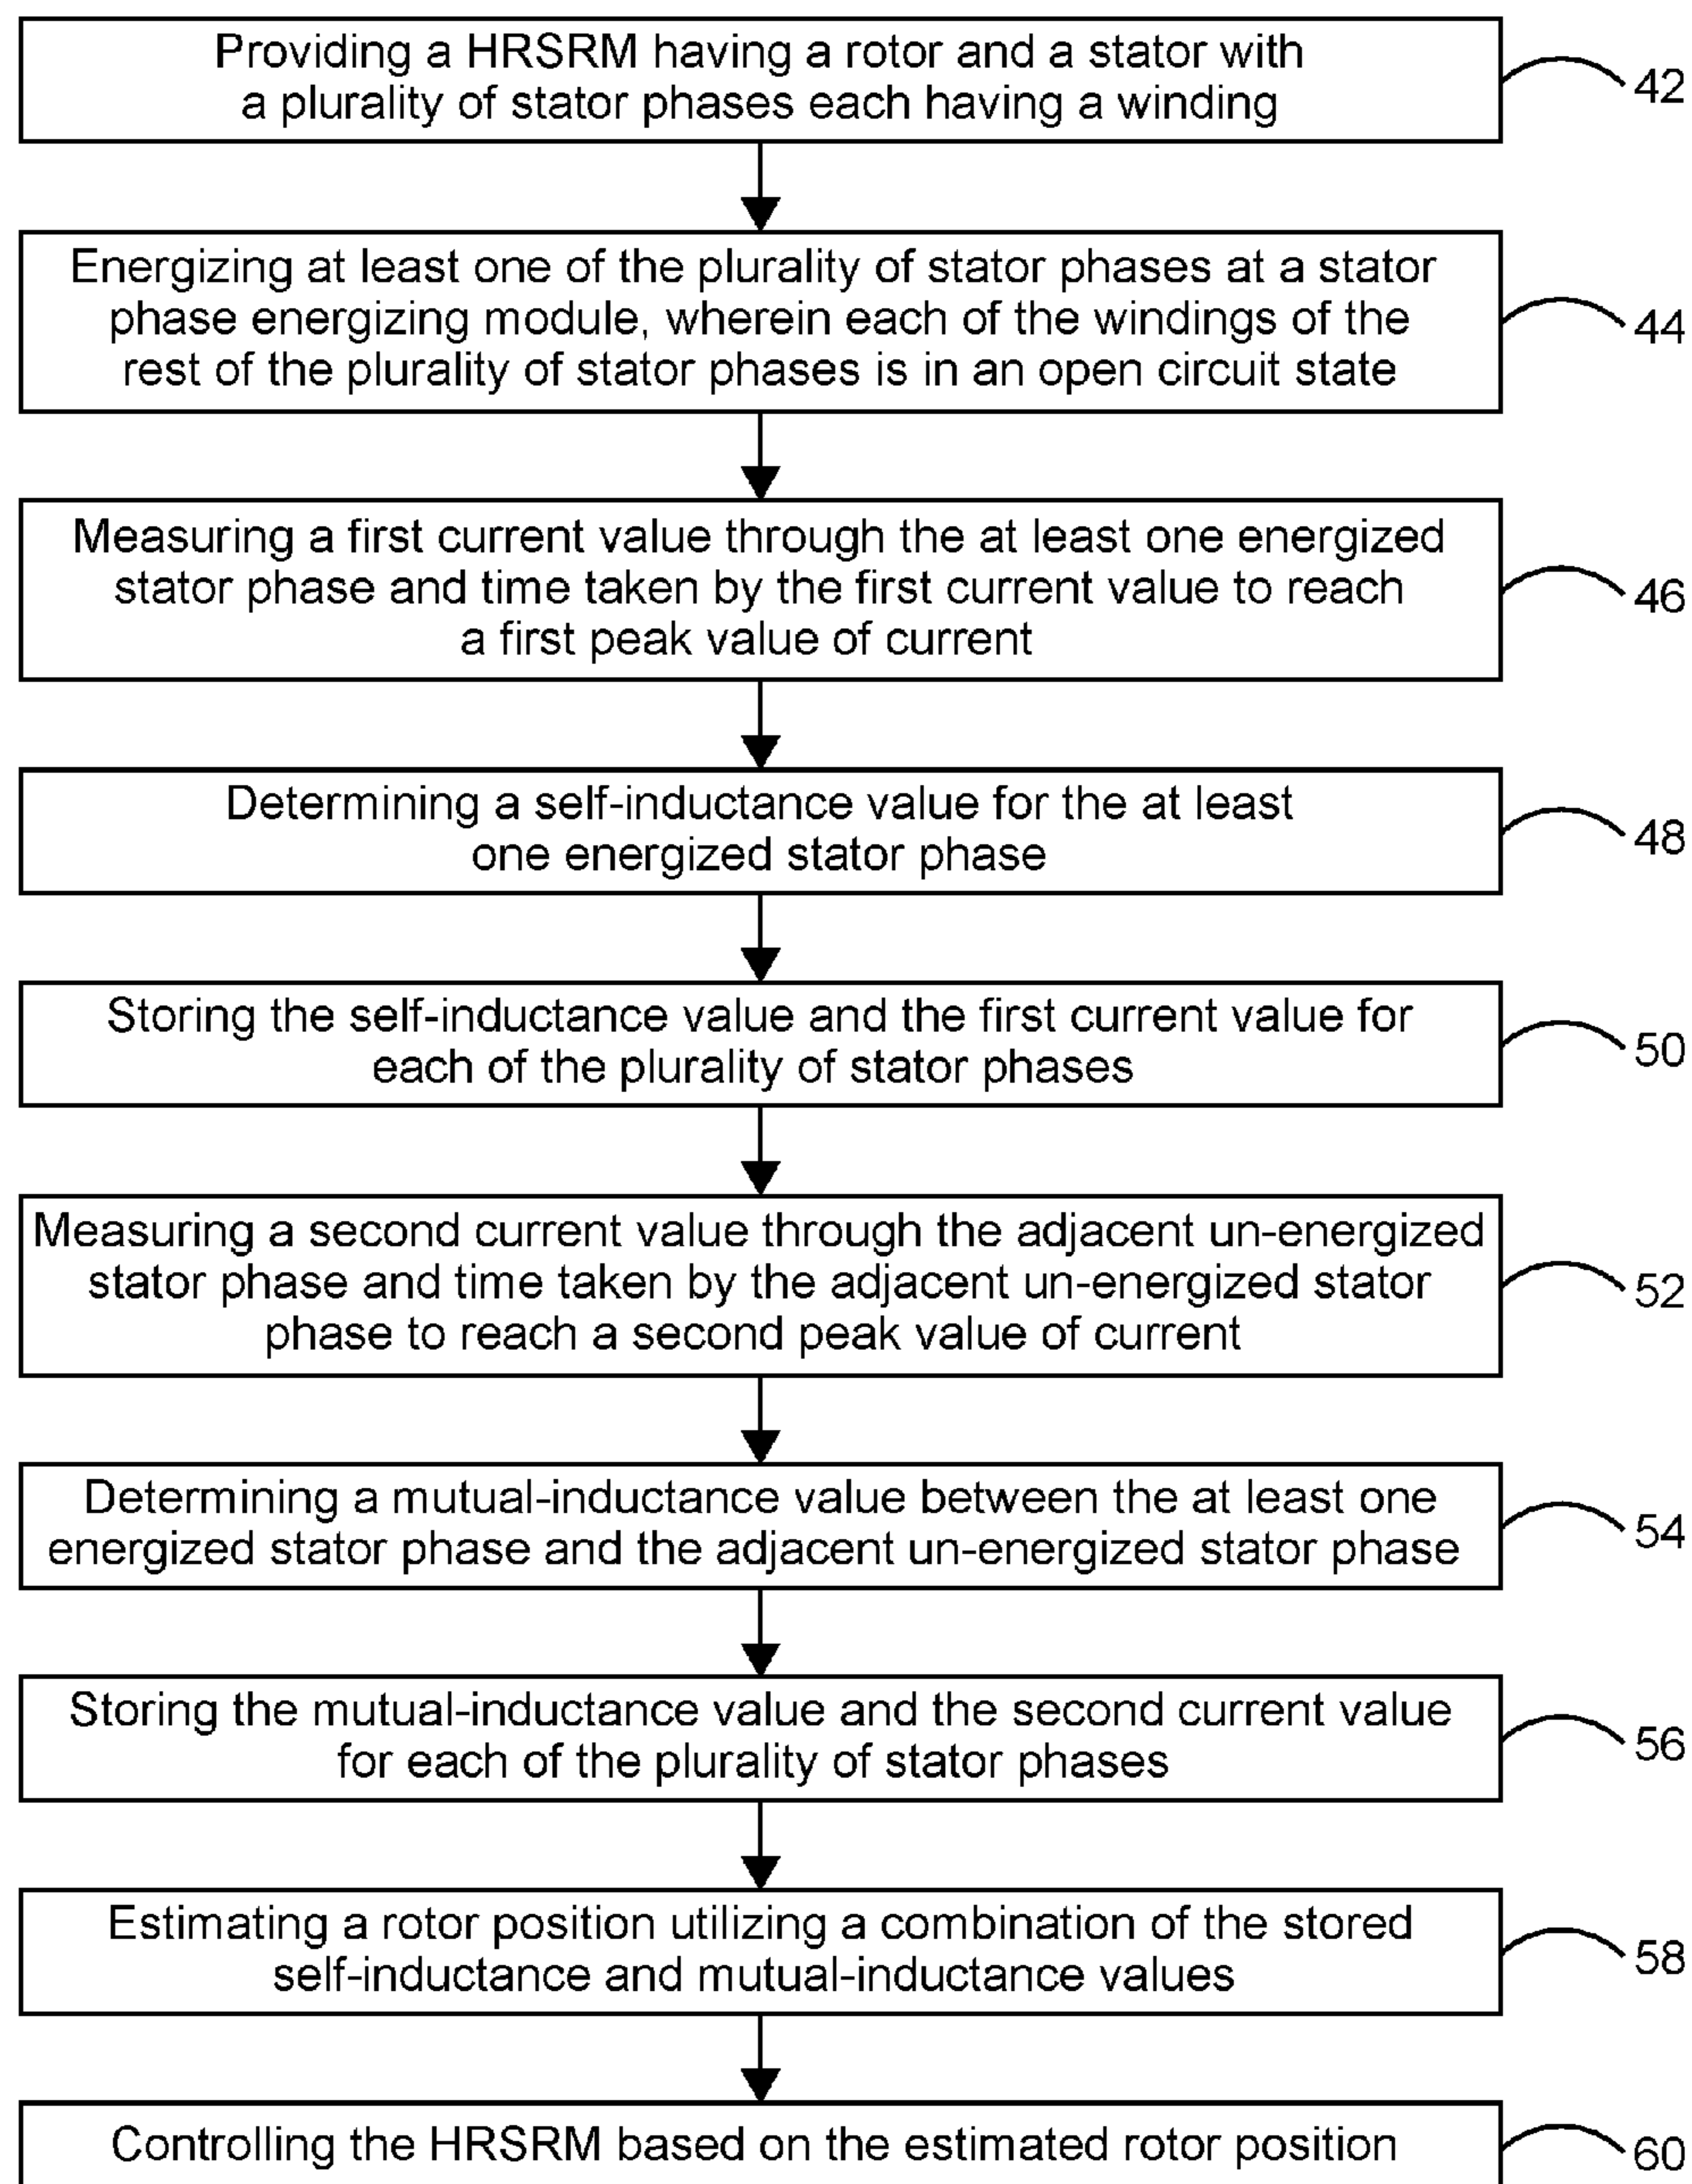 Providing a HRSRM having a rotor and a stator with
a plurality of stator phases each having a winding
42
Energizing at least one of the plurality of stator phases at a stator
phase energizing module, wherein each of the windings of the
rest of the plurality of stator phases is in an open circuit state
44
Measuring a first current value through the at least one energized
stator phase and time taken by the first current value to reach
a first peak value of current
46
Determining a self-inductance value for the at least
one energized stator phase
48
Storing the self-inductance value and the first current value for
each of the plurality of stator phases
50
Measuring a second current value through the adjacent un-energized
stator phase and time taken by the adjacent un-energized stator
phase to reach a second peak value of current
52
Determining a mutual-inductance value between the at least one
energized stator phase and the adjacent un-energized stator phase
54
Storing the mutual-inductance value and the second current value
for each of the plurality of stator phases
56
Estimating a rotor position utilizing a combination of the stored
self-inductance and mutual-inductance values
58
Controlling the HRSRM based on the estimated rotor position
60